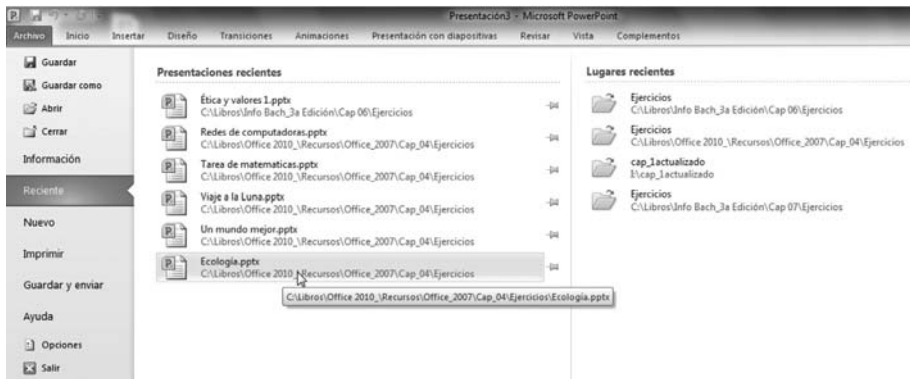 Presentación3 - Microsoft PowerPoint
Archivo Inicio Insertar Diseño Transiciones Animaciones Presentación con diapositivas Revisar Vista Complementos
Guardar
Guardar como
Abrir
Cerrar
Información
Reciente
Nuevo
Imprimir
Guardar y enviar
Ayuda
Opciones
Salir
Presentaciones recientes
Ética y valores 1.pptx
C:\Libros\Info Bach_3a Edición\Cap 06\Ejercicios
Redes de computadoras.pptx
C:\Libros\Office 2010_\Recursos\Office_2007\Cap_04\Ejercicios
Tarea de matematicas.pptx
C:\Libros\Office 2010_\Recursos\Office_2007\Cap_04\Ejercicios
Viaje a la Luna.pptx
C:\Libros\Office 2010_\Recursos\Office_2007\Cap_04\Ejercicios
Un mundo mejor.pptx
C:\Libros\Office 2010_\Recursos\Office_2007\Cap_04\Ejercicios
Ecología.pptx
C:\Libros\Office 2010_\Recursos\Office_2007\Cap_04\Ejercicios
C:\Libros\Office 2010_\Recursos\Office_2007\Cap_04\Ejercicios\Ecología.pptx
Lugares recientes
Ejercicios
C:\Libros\Info Bach_3a Edición\Cap 06\Ejercicios
Ejercicios
C:\Libros\Office 2010_\Recursos\Office_2007\Cap_04\Ejercicios
cap_1actualizado
I:\cap_1actualizado
Ejercicios
C:\Libros\Info Bach_3a Edición\Cap 07\Ejercicios